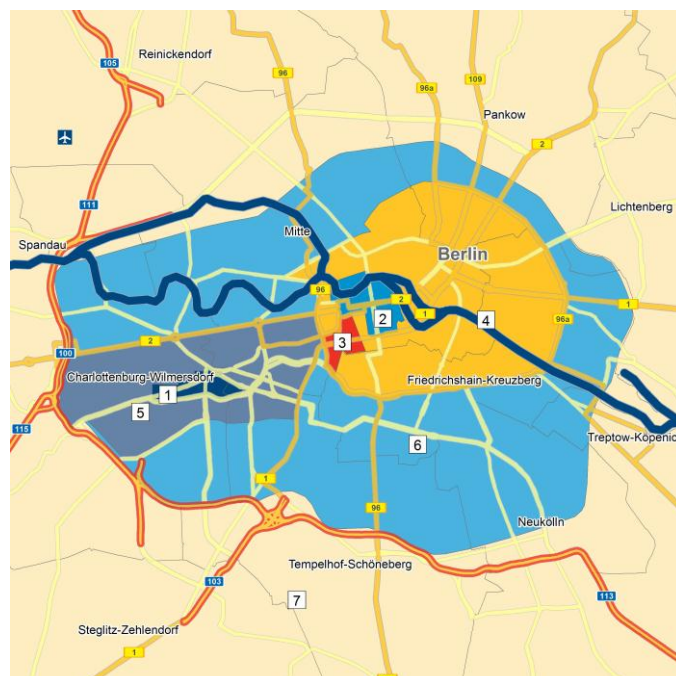 Reinickendorf
105
96
109
96a
Pankow
2
111
Lichtenberg
Spandau
Mitte
Berlin
96
2
1
1
2
4
96a
3
2
100
Charlottenburg-Wilmersdorf
1
Friedrichshain-Kreuzberg
5
115
6
Treptow-Köpenic
1
96
Neukölln
Tempelhof-Schöneberg
103
7
113
Steglitz-Zehlendorf
1
96